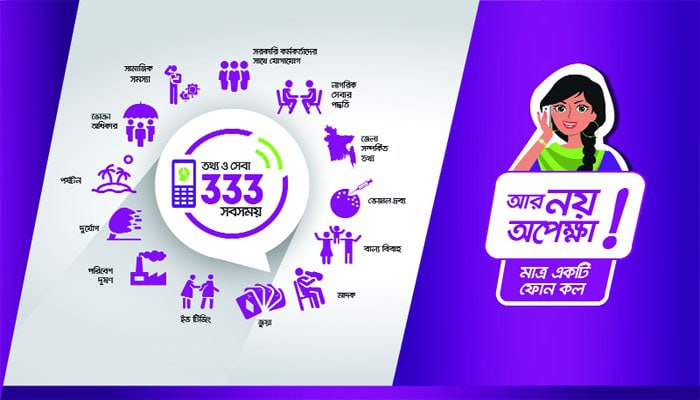 সরকারি কর্মকর্তাদের
সাথে যোগাযোগ
সামাজিক
সমস্যা
নাগরিক
সেবার
পদ্ধতি
ভোক্তা
অধিকার
জেলা
সম্পর্কিত
তথ্য
তথ্য ও সেবা
333
সবসময়
পর্যটন
ভেজাল দ্রব্য
দুর্যোগ
বাল্য বিবাহ
পরিবেশ
দূষণ
মাদক
ইভ টিজিং
জুয়া
আর নয়
অপেক্ষা!
মাত্র একটি
ফোন কল